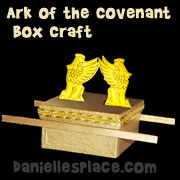 Ark Of the Covenant
Box Craft
DaniellesPlace.com